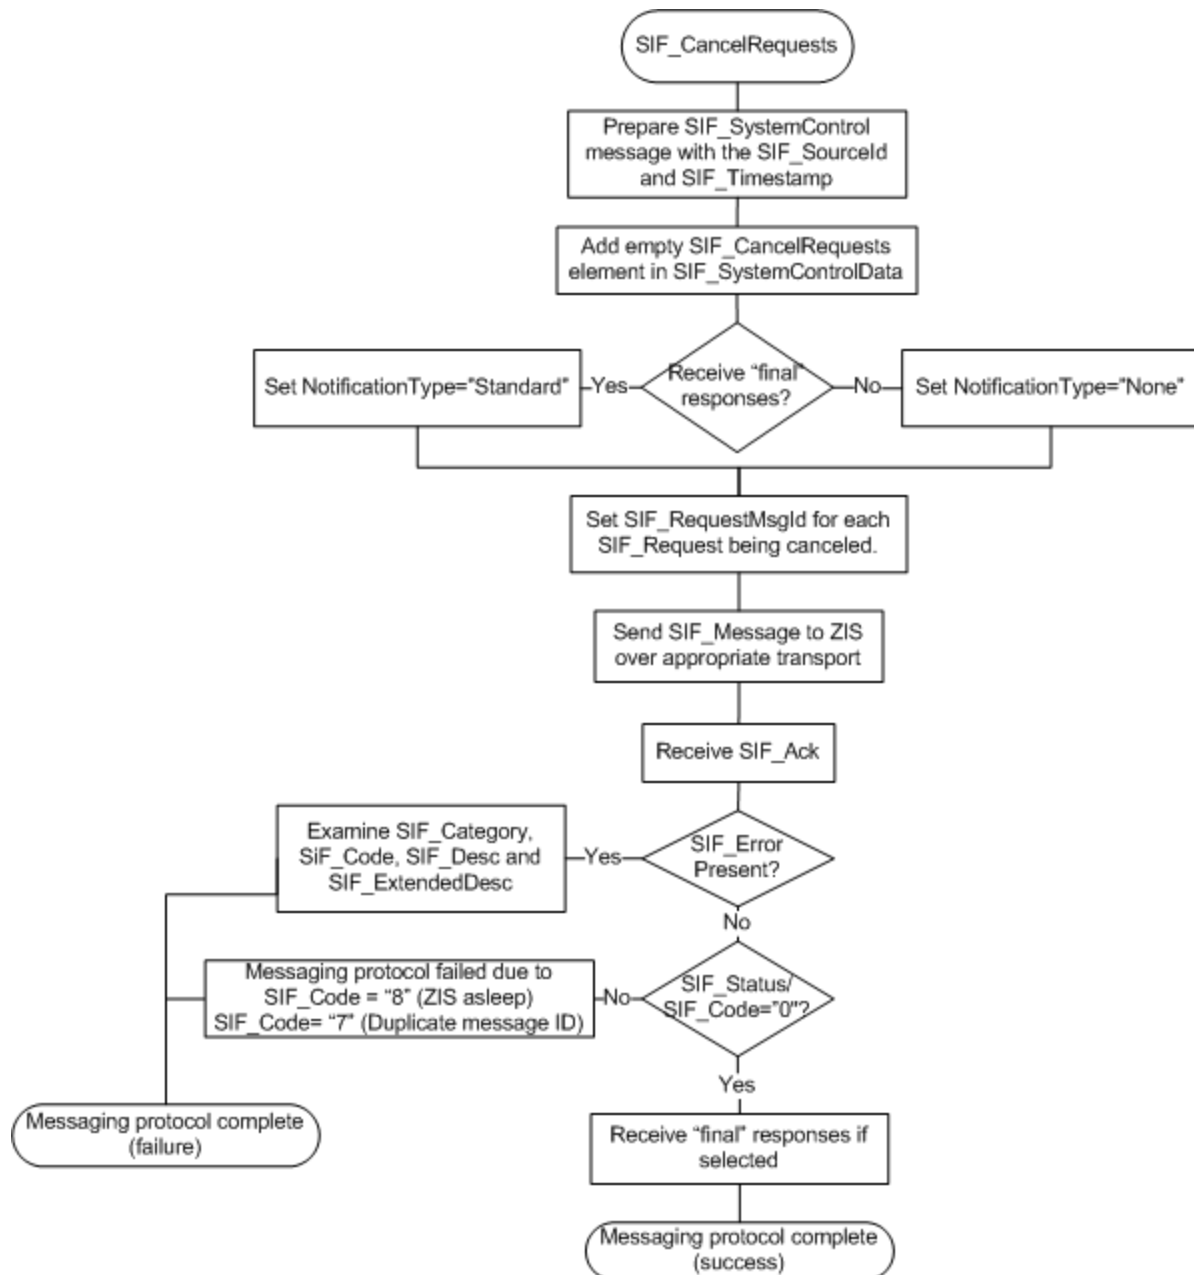 SIF_CancelRequests
Prepare SIF_SystemControl
message with the SIF_SourceId
and SIF_Timestamp
Add empty SIF_CancelRequests
element in SIF_SystemControlData
Receive “final”
responses?
Set NotificationType=”Standard”
Yes
No
Set NotificationType=”None”
Set SIF_RequestMsgId for each
SIF_Request being canceled.
Send SIF_Message to ZIS
over appropriate transport
Receive SIF_Ack
SIF_Error
Present?
Yes
Examine SIF_Category,
SiF_Code, SIF_Desc and
SIF_ExtendedDesc
No
SIF_Status/
SIF_Code=”0"?
No
Messaging protocol failed due to
SIF_Code = “8” (ZIS asleep)
SIF_Code= “7” (Duplicate message ID)
Yes
Messaging protocol complete
(failure)
Receive “final” responses if
selected
Messaging protocol complete
(success)